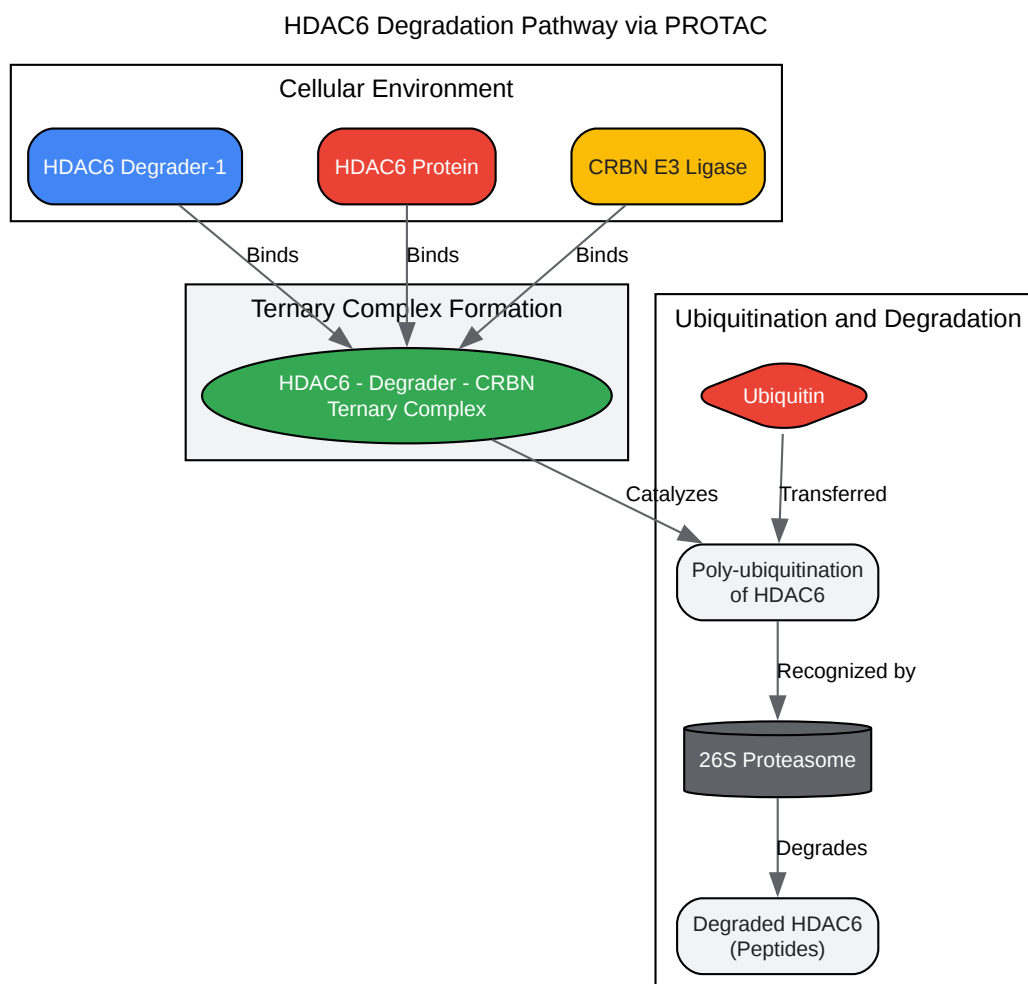 HDAC6 Degradation Pathway via PROTAC
Cellular Environment
HDAC6 Degrader-1
HDAC6 Protein
CRBN E3 Ligase
Binds
Binds
Binds
Ternary Complex Formation
HDAC6 - Degrader - CRBN
Ternary Complex
Ubiquitination and Degradation
Ubiquitin
Catalyzes
Transferred
Poly-ubiquitination
of HDAC6
Recognized by
26S Proteasome
Degrades
Degraded HDAC6
(Peptides)